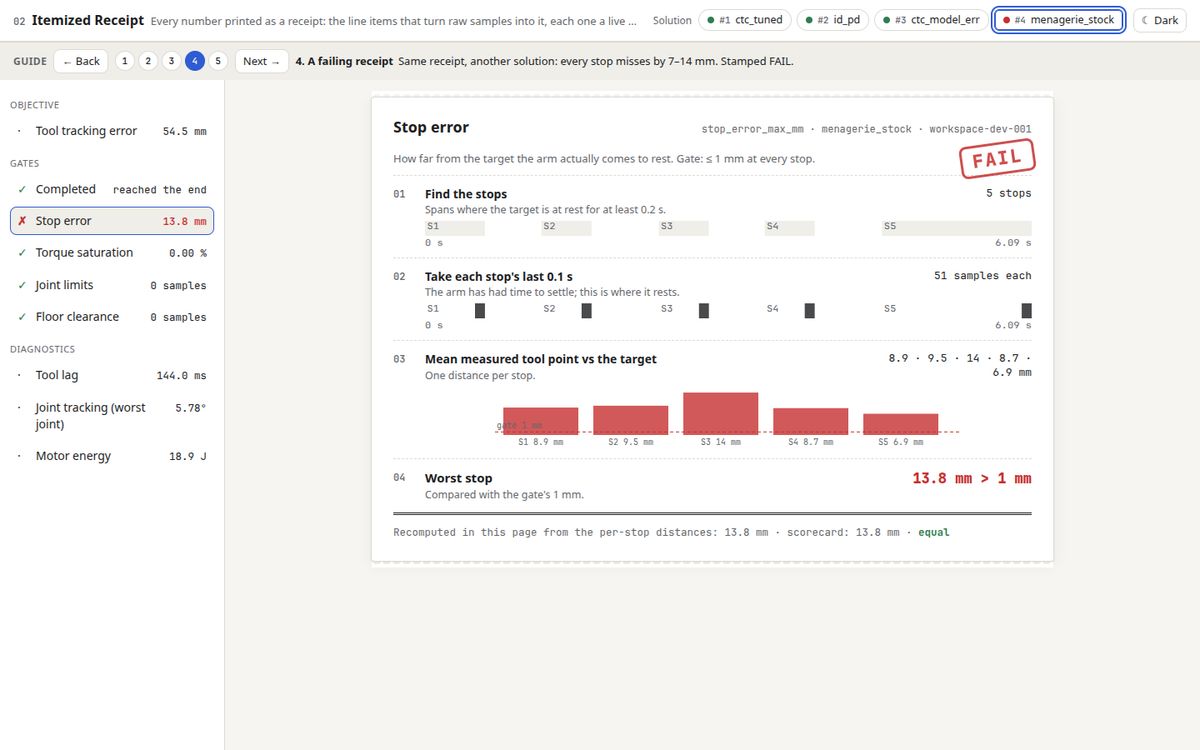 02 Itemized Receipt Every number printed as a receipt: the line items that turn raw samples into it, each one a live ... Solution #1 ctc_tuned #2 id_pd #3 ctc_model_err #4 menagerie_stock ☾ Dark
GUIDE ← Back 1 2 3 4 5 Next → 4. A failing receipt Same receipt, another solution: every stop misses by 7–14 mm. Stamped FAIL.
OBJECTIVE
· Tool tracking error 54.5 mm
GATES
✓ Completed reached the end
✗ Stop error 13.8 mm
✓ Torque saturation 0.00 %
✓ Joint limits 0 samples
✓ Floor clearance 0 samples
DIAGNOSTICS
· Tool lag 144.0 ms
· Joint tracking (worst joint) 5.78°
· Motor energy 18.9 J
Stop error stop_error_max_mm · menagerie_stock · workspace-dev-001
How far from the target the arm actually comes to rest. Gate: ≤ 1 mm at every stop.
FAIL
01 Find the stops 5 stops
Spans where the target is at rest for at least 0.2 s.
S1 S2 S3 S4 S5
0 s 6.09 s
02 Take each stop's last 0.1 s 51 samples each
The arm has had time to settle; this is where it rests.
S1 S2 S3 S4 S5
0 s 6.09 s
03 Mean measured tool point vs the target 8.9 · 9.5 · 14 · 8.7 ·
One distance per stop. 6.9 mm
gate 1 mm
S1 8.9 mm S2 9.5 mm S3 14 mm S4 8.7 mm S5 6.9 mm
04 Worst stop 13.8 mm > 1 mm
Compared with the gate's 1 mm.
Recomputed in this page from the per-stop distances: 13.8 mm · scorecard: 13.8 mm · equal